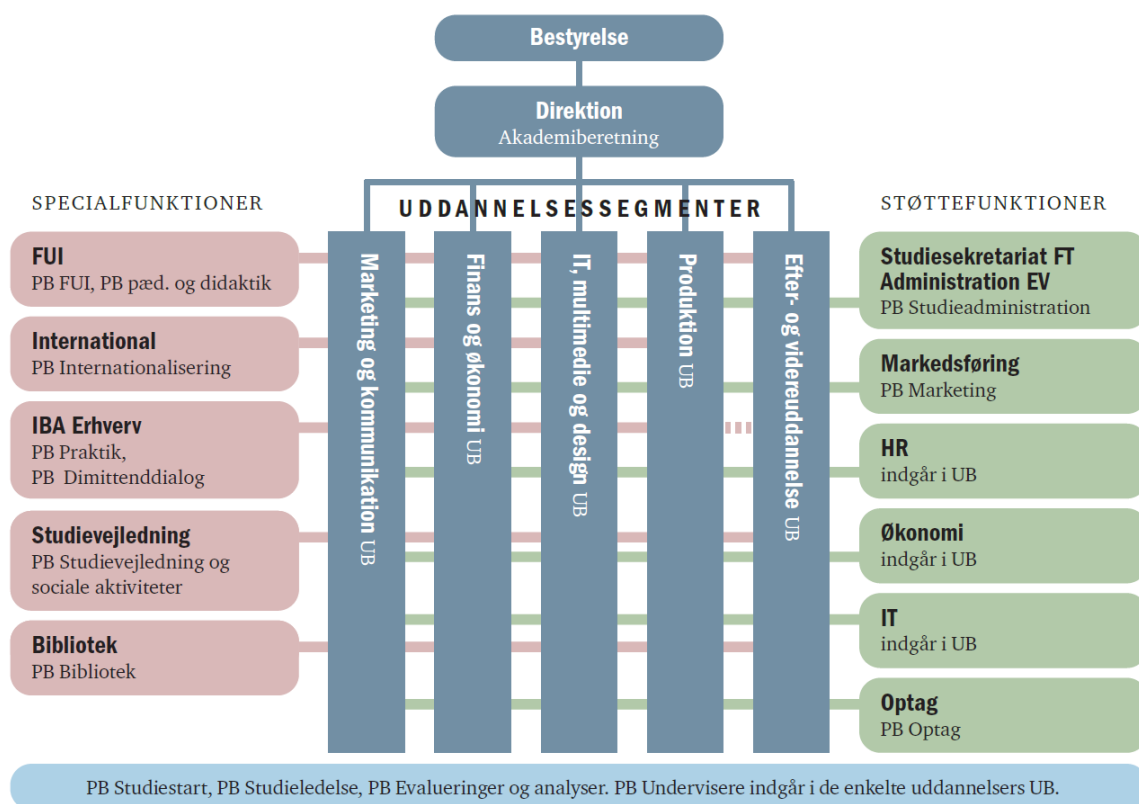 Bestyrelse
Direktion
Akademiberetning
SPECIALFUNKTIONER
UDDANNELSESSEGMENTER
STØTTEFUNKTIONER
FUI
PB FUI, PB pæd. og didaktik
International
PB Internationalisering
IBA Erhverv
PB Praktik,
PB Dimittenddialog
Studievejledning
PB Studievejledning og
sociale aktiviteter
Bibliotek
PB Bibliotek
Marketing og kommunikation UB
Finans og økonomi UB
IT, multimedie og design UB
Produktion UB
Efter- og videreuddannelse UB
Studiesekretariat FT
Administration EV
PB Studieadministration
Markedsføring
PB Marketing
HR
indgår i UB
Økonomi
indgår i UB
IT
indgår i UB
Optag
PB Optag
PB Studiestart, PB Studieledelse, PB Evalueringer og analyser. PB Undervisere indgår i de enkelte uddannelsers UB.